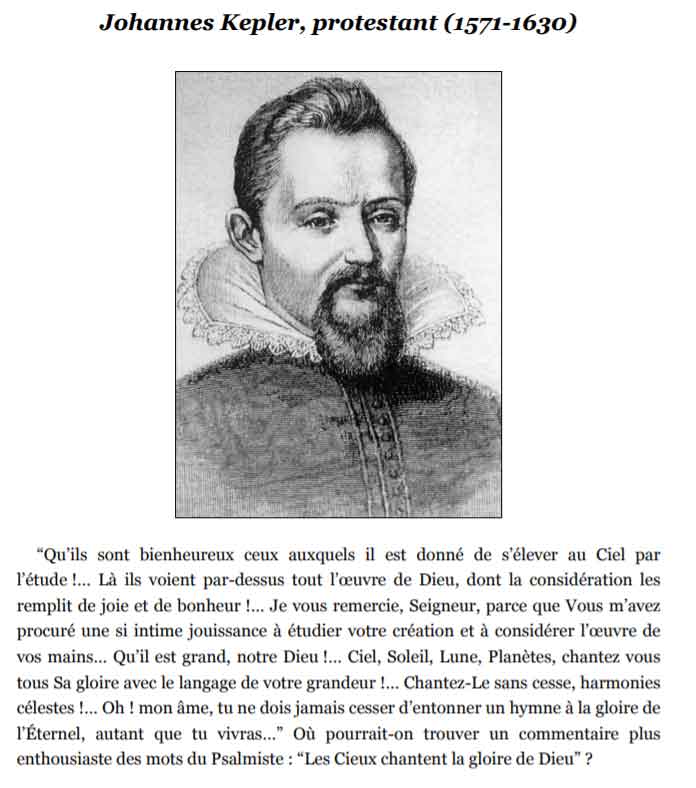 Johannes Kepler, protestant (1571-1630)
“Qu’ils sont bienheureux ceux auxquels il est donné de s’élever au Ciel par
l’étude !... Là ils voient par-dessus tout l’œuvre de Dieu, dont la considération les
remplit de joie et de bonheur !... Je vous remercie, Seigneur, parce que Vous m’avez
procuré une si intime jouissance à étudier votre création et à considérer l’œuvre de
vos mains... Qu’il est grand, notre Dieu !... Ciel, Soleil, Lune, Planètes, chantez vous
tous Sa gloire avec le langage de votre grandeur !... Chantez-Le sans cesse, harmonies
célestes !... Oh ! mon âme, tu ne dois jamais cesser d’entonner un hymne à la gloire de
l’Éternel, autant que tu vivras...” Où pourrait-on trouver un commentaire plus
enthousiaste des mots du Psalmiste : “Les Cieux chantent la gloire de Dieu” ?